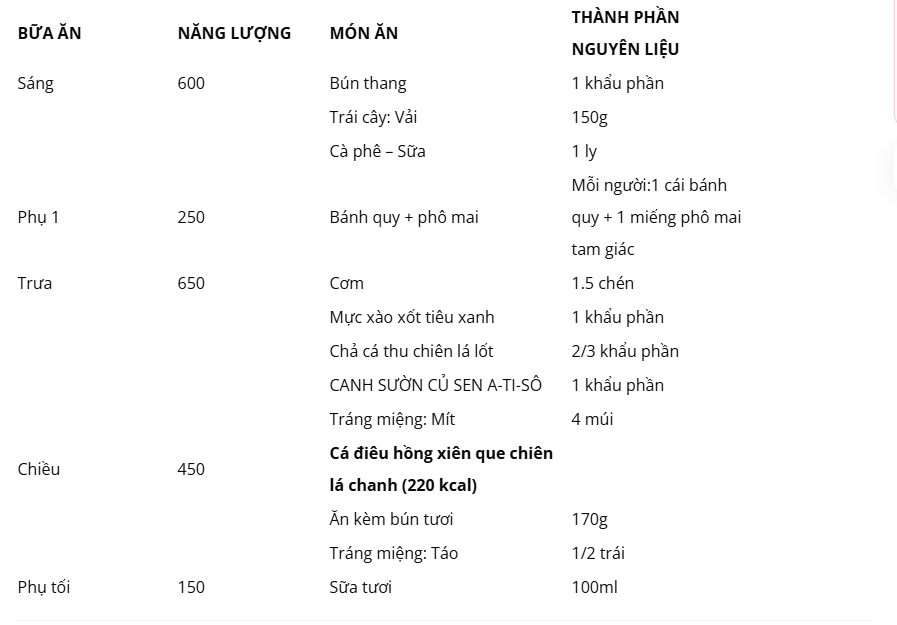 BỮA ĂN NĂNG LƯỢNG MÓN ĂN THÀNH PHẦN
NGUYÊN LIỆU
Sáng 600 Bún thang 1 khẩu phần
Trái cây: Vải 150g
Cà phê – Sữa 1 ly
Phụ 1 250 Bánh quy + phô mai Mỗi người:1 cái bánh
quy + 1 miếng phô mai
tam giác
Trưa 650 Cơm 1.5 chén
Mực xào xốt tiêu xanh 1 khẩu phần
Chả cá thu chiên lá lốt 2/3 khẩu phần
CANH SƯỜN CỦ SEN A-TI-SÔ 1 khẩu phần
Tráng miệng: Mít 4 múi
Chiều 450 Cá điêu hồng xiên que chiên
lá chanh (220 kcal)
Ăn kèm bún tươi 170g
Tráng miệng: Táo 1/2 trái
Phụ tối 150 Sữa tươi 100ml